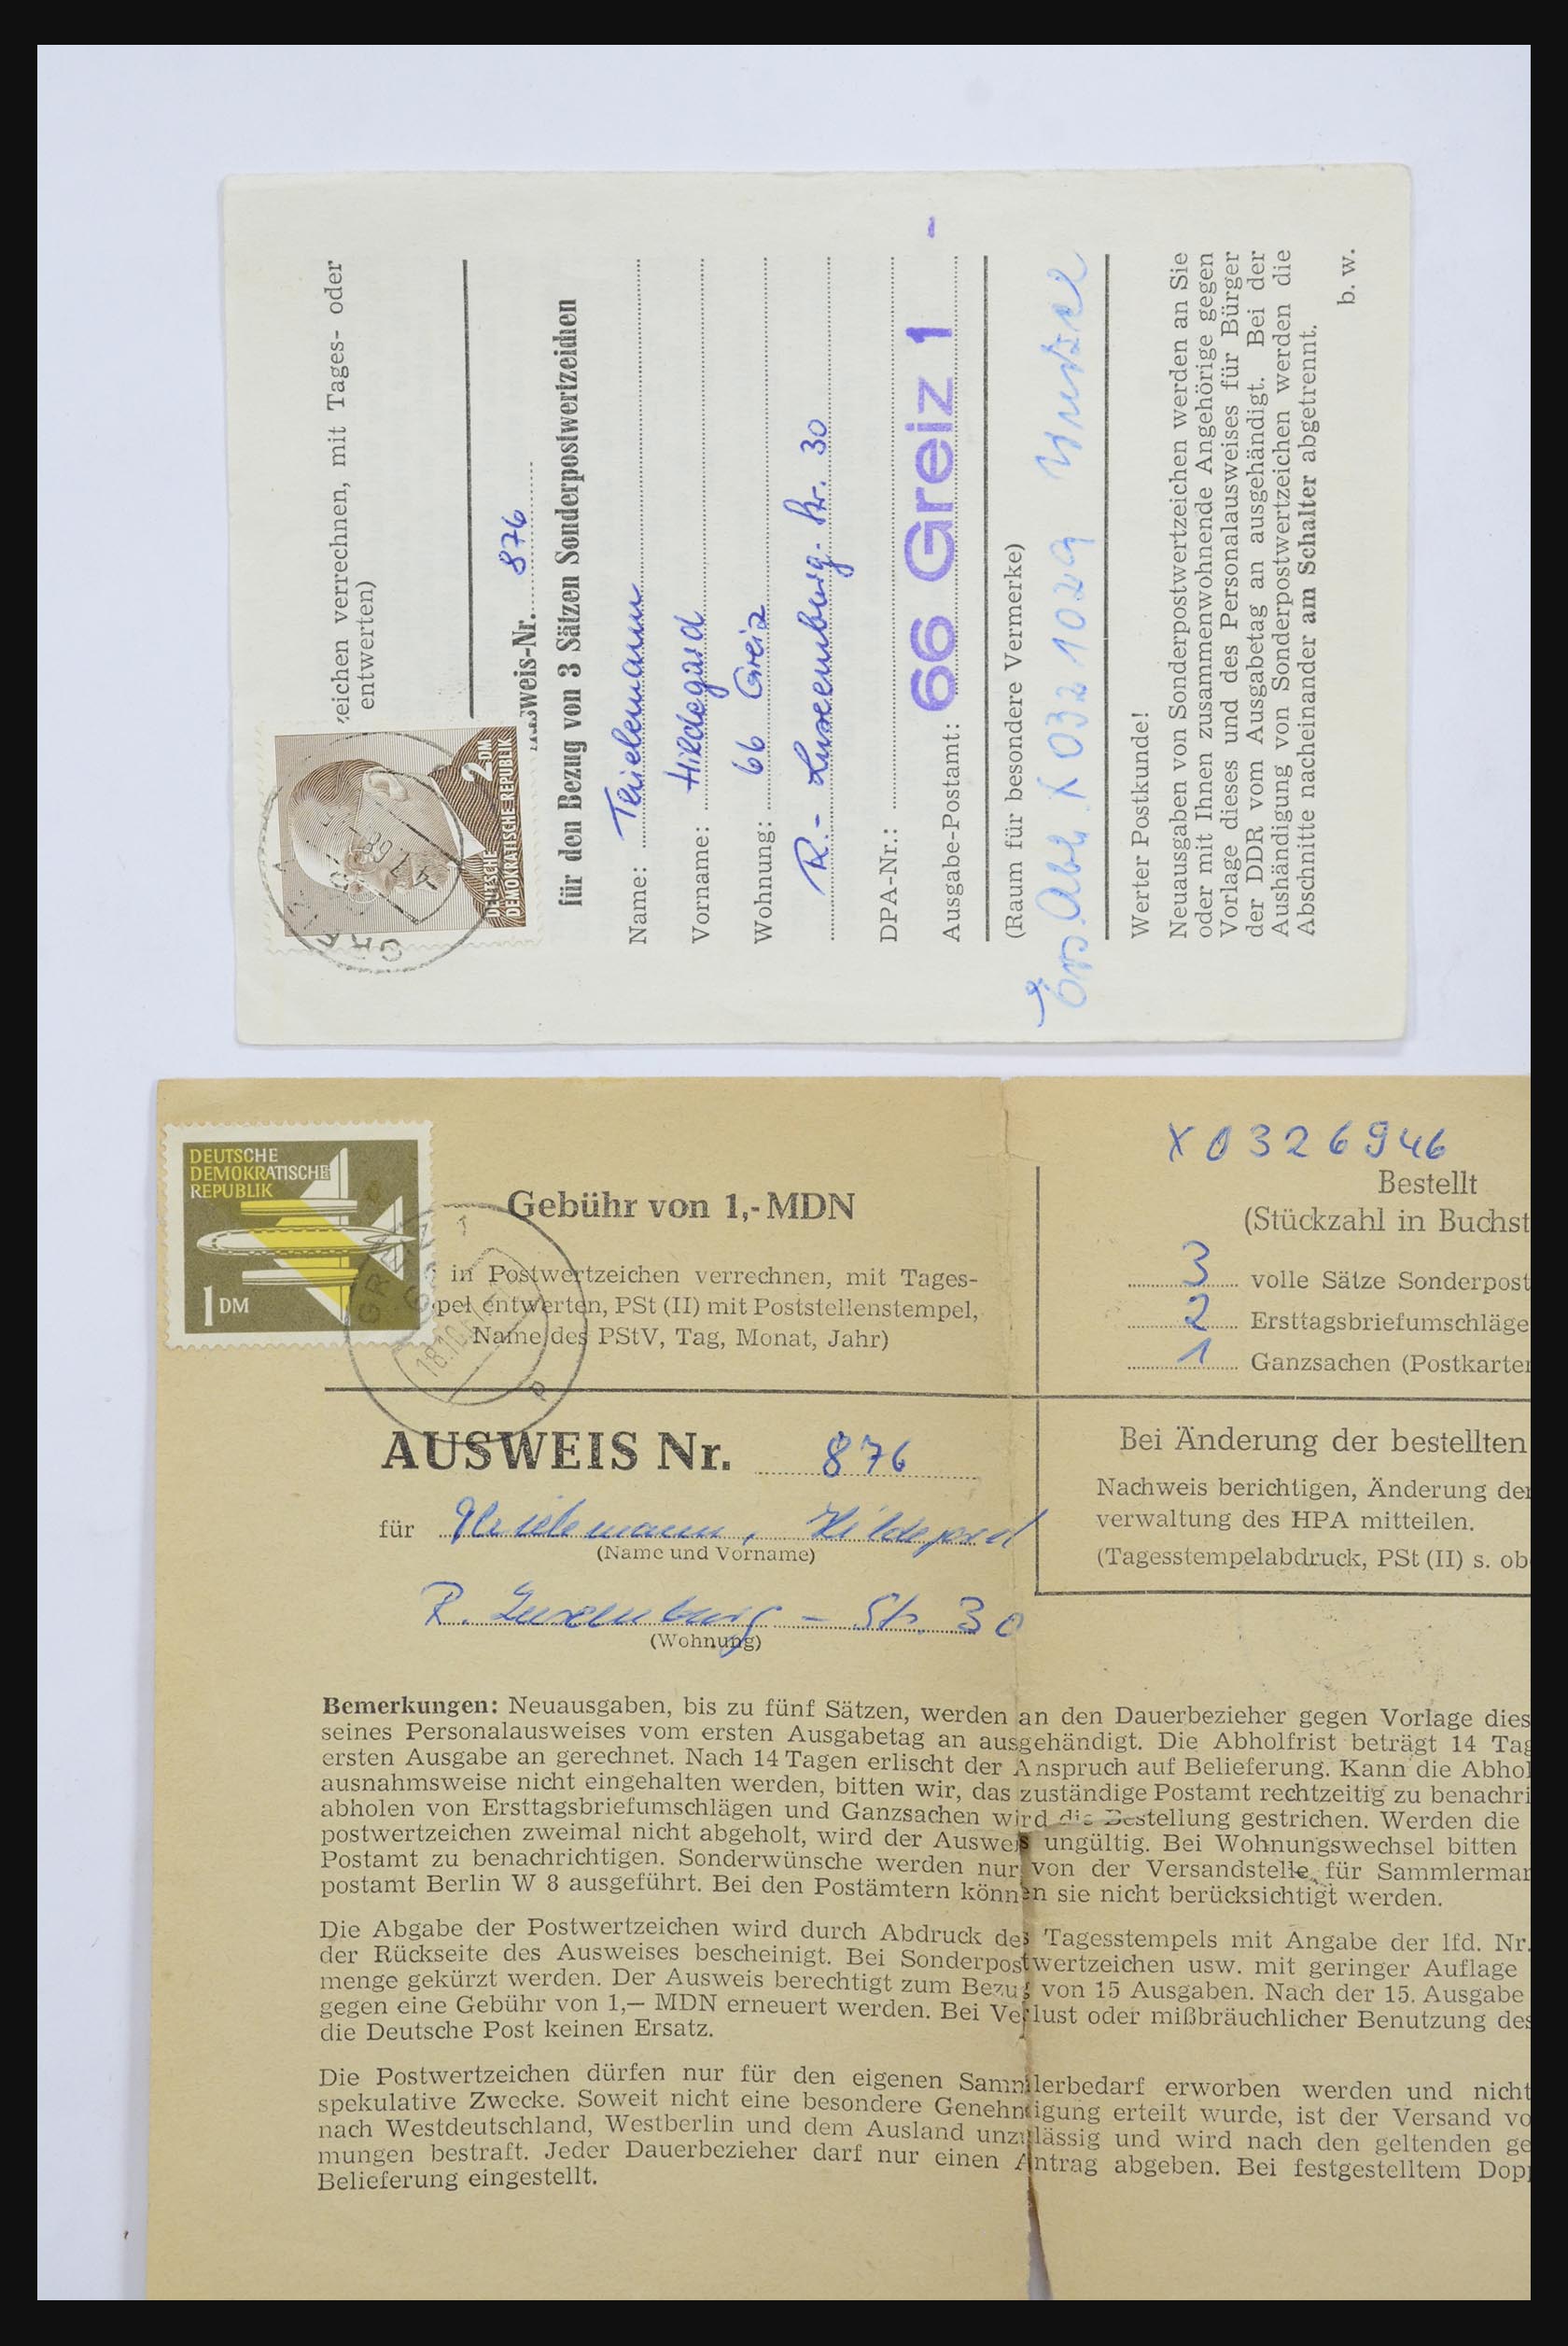 zeichen verrechnen, mit Tages- oder
entwerten)
2 DM
DEUTSCHE
DEMOKRATISCHE REPUBLIK
sweis-Nr. 876
für den Bezug von 3 Sätzen Sonderpostwertzeichen
Name: Thielemann
Vorname: Hildegard
Wohnung: 66 Greiz
R.- Luxemburg. Str. 30
DPA-Nr.:
Ausgabe-Postamt: 66 Greiz 1 -
(Raum für besondere Vermerke)
X 0321029
Werter Postkunde!
Neuausgaben von Sonderpostwertzeichen werden an Sie
oder mit Ihnen zusammenwohnende Angehörige gegen
Vorlage dieses und des Personalausweises für Bürger
der DDR vom Ausgabetag an ausgehändigt. Bei der
Aushändigung von Sonderpostwertzeichen werden die
Abschnitte nacheinander am Schalter abgetrennt.
b. w.
DEUTSCHE
DEMOKRATISCHE
REPUBLIK
1 DM
Gebühr von 1,- MDN
in Postwertzeichen verrechnen, mit Tages-
pel entwerten, PSt (II) mit Poststellenstempel,
Name des PStV, Tag, Monat, Jahr)
X0326946
Bestellt
(Stückzahl in Buchst
3 volle Sätze Sonderpost
2 Ersttagsbriefumschläge
1 Ganzsachen (Postkarten
AUSWEIS Nr. 876
für Thielemann, Hildegard
(Name und Vorname)
R. Luxemburg - Str. 30
(Wohnung)
Bei Änderung der bestellten
Nachweis berichtigen, Änderung der
verwaltung des HPA mitteilen.
(Tagesstempelabdruck, PSt (II) s. ob
Bemerkungen: Neuausgaben, bis zu fünf Sätzen, werden an den Dauerbezieher gegen Vorlage dies
seines Personalausweises vom ersten Ausgabetag an ausgehändigt. Die Abholfrist beträgt 14 Tag
ersten Ausgabe an gerechnet. Nach 14 Tagen erlischt der Anspruch auf Belieferung. Kann die Abhol
ausnahmsweise nicht eingehalten werden, bitten wir, das zuständige Postamt rechtzeitig zu benachri
abholen von Ersttagsbriefumschlägen und Ganzsachen wird die Bestellung gestrichen. Werden die
postwertzeichen zweimal nicht abgeholt, wird der Ausweis ungültig. Bei Wohnungswechsel bitten
Postamt zu benachrichtigen. Sonderwünsche werden nur von der Versandstelle für Sammlermar
postamt Berlin W 8 ausgeführt. Bei den Postämtern können sie nicht berücksichtigt werden.
Die Abgabe der Postwertzeichen wird durch Abdruck des Tagesstempels mit Angabe der lfd. Nr.
der Rückseite des Ausweises bescheinigt. Bei Sonderpostwertzeichen usw. mit geringer Auflage
menge gekürzt werden. Der Ausweis berechtigt zum Bezug von 15 Ausgaben. Nach der 15. Ausgabe
gegen eine Gebühr von 1,— MDN erneuert werden. Bei Verlust oder mißbräuchlicher Benutzung des
die Deutsche Post keinen Ersatz.
Die Postwertzeichen dürfen nur für den eigenen Sammlerbedarf erworben werden und nicht
spekulative Zwecke. Soweit nicht eine besondere Genehmigung erteilt wurde, ist der Versand vo
nach Westdeutschland, Westberlin und dem Ausland unzulässig und wird nach den geltenden ge
mungen bestraft. Jeder Dauerbezieher darf nur einen Antrag abgeben. Bei festgestelltem Dopp
Belieferung eingestellt.